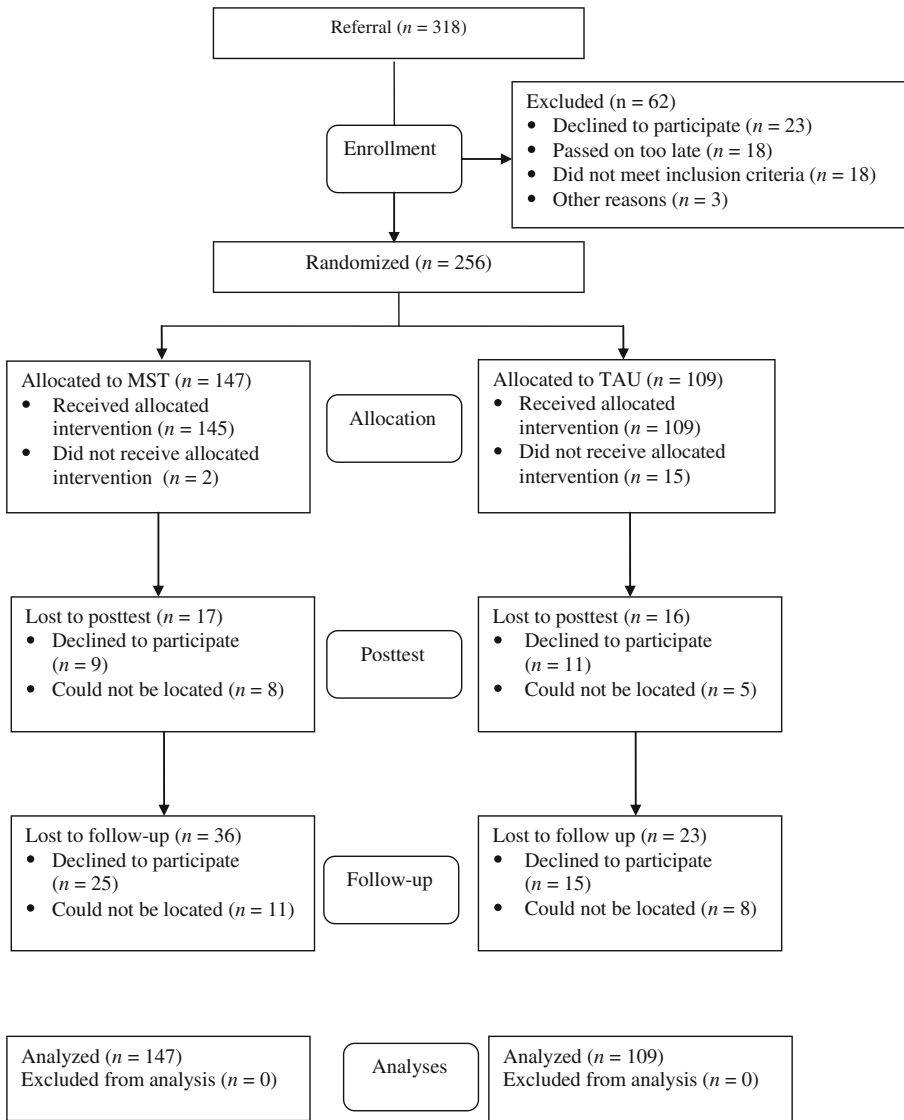 Referral (n = 318)
Excluded (n = 62)
• Declined to participate (n = 23)
• Passed on too late (n = 18)
• Did not meet inclusion criteria (n = 18)
• Other reasons (n = 3)
Enrollment
Randomized (n = 256)
Allocated to MST (n = 147)
• Received allocated
intervention (n = 145)
• Did not receive allocated
intervention (n = 2)
Allocation
Allocated to TAU (n = 109)
• Received allocated
intervention (n = 109)
• Did not receive allocated
intervention (n = 15)
Lost to posttest (n = 17)
• Declined to participate
(n = 9)
• Could not be located (n = 8)
Posttest
Lost to posttest (n = 16)
• Declined to participate
(n = 11)
• Could not be located (n = 5)
Lost to follow-up (n = 36)
• Declined to participate
(n = 25)
• Could not be located (n = 11)
Follow-up
Lost to follow up (n = 23)
• Declined to participate
(n = 15)
• Could not be located (n = 8)
Analyzed (n = 147)
Excluded from analysis (n = 0)
Analyses
Analyzed (n = 109)
Excluded from analysis (n = 0)